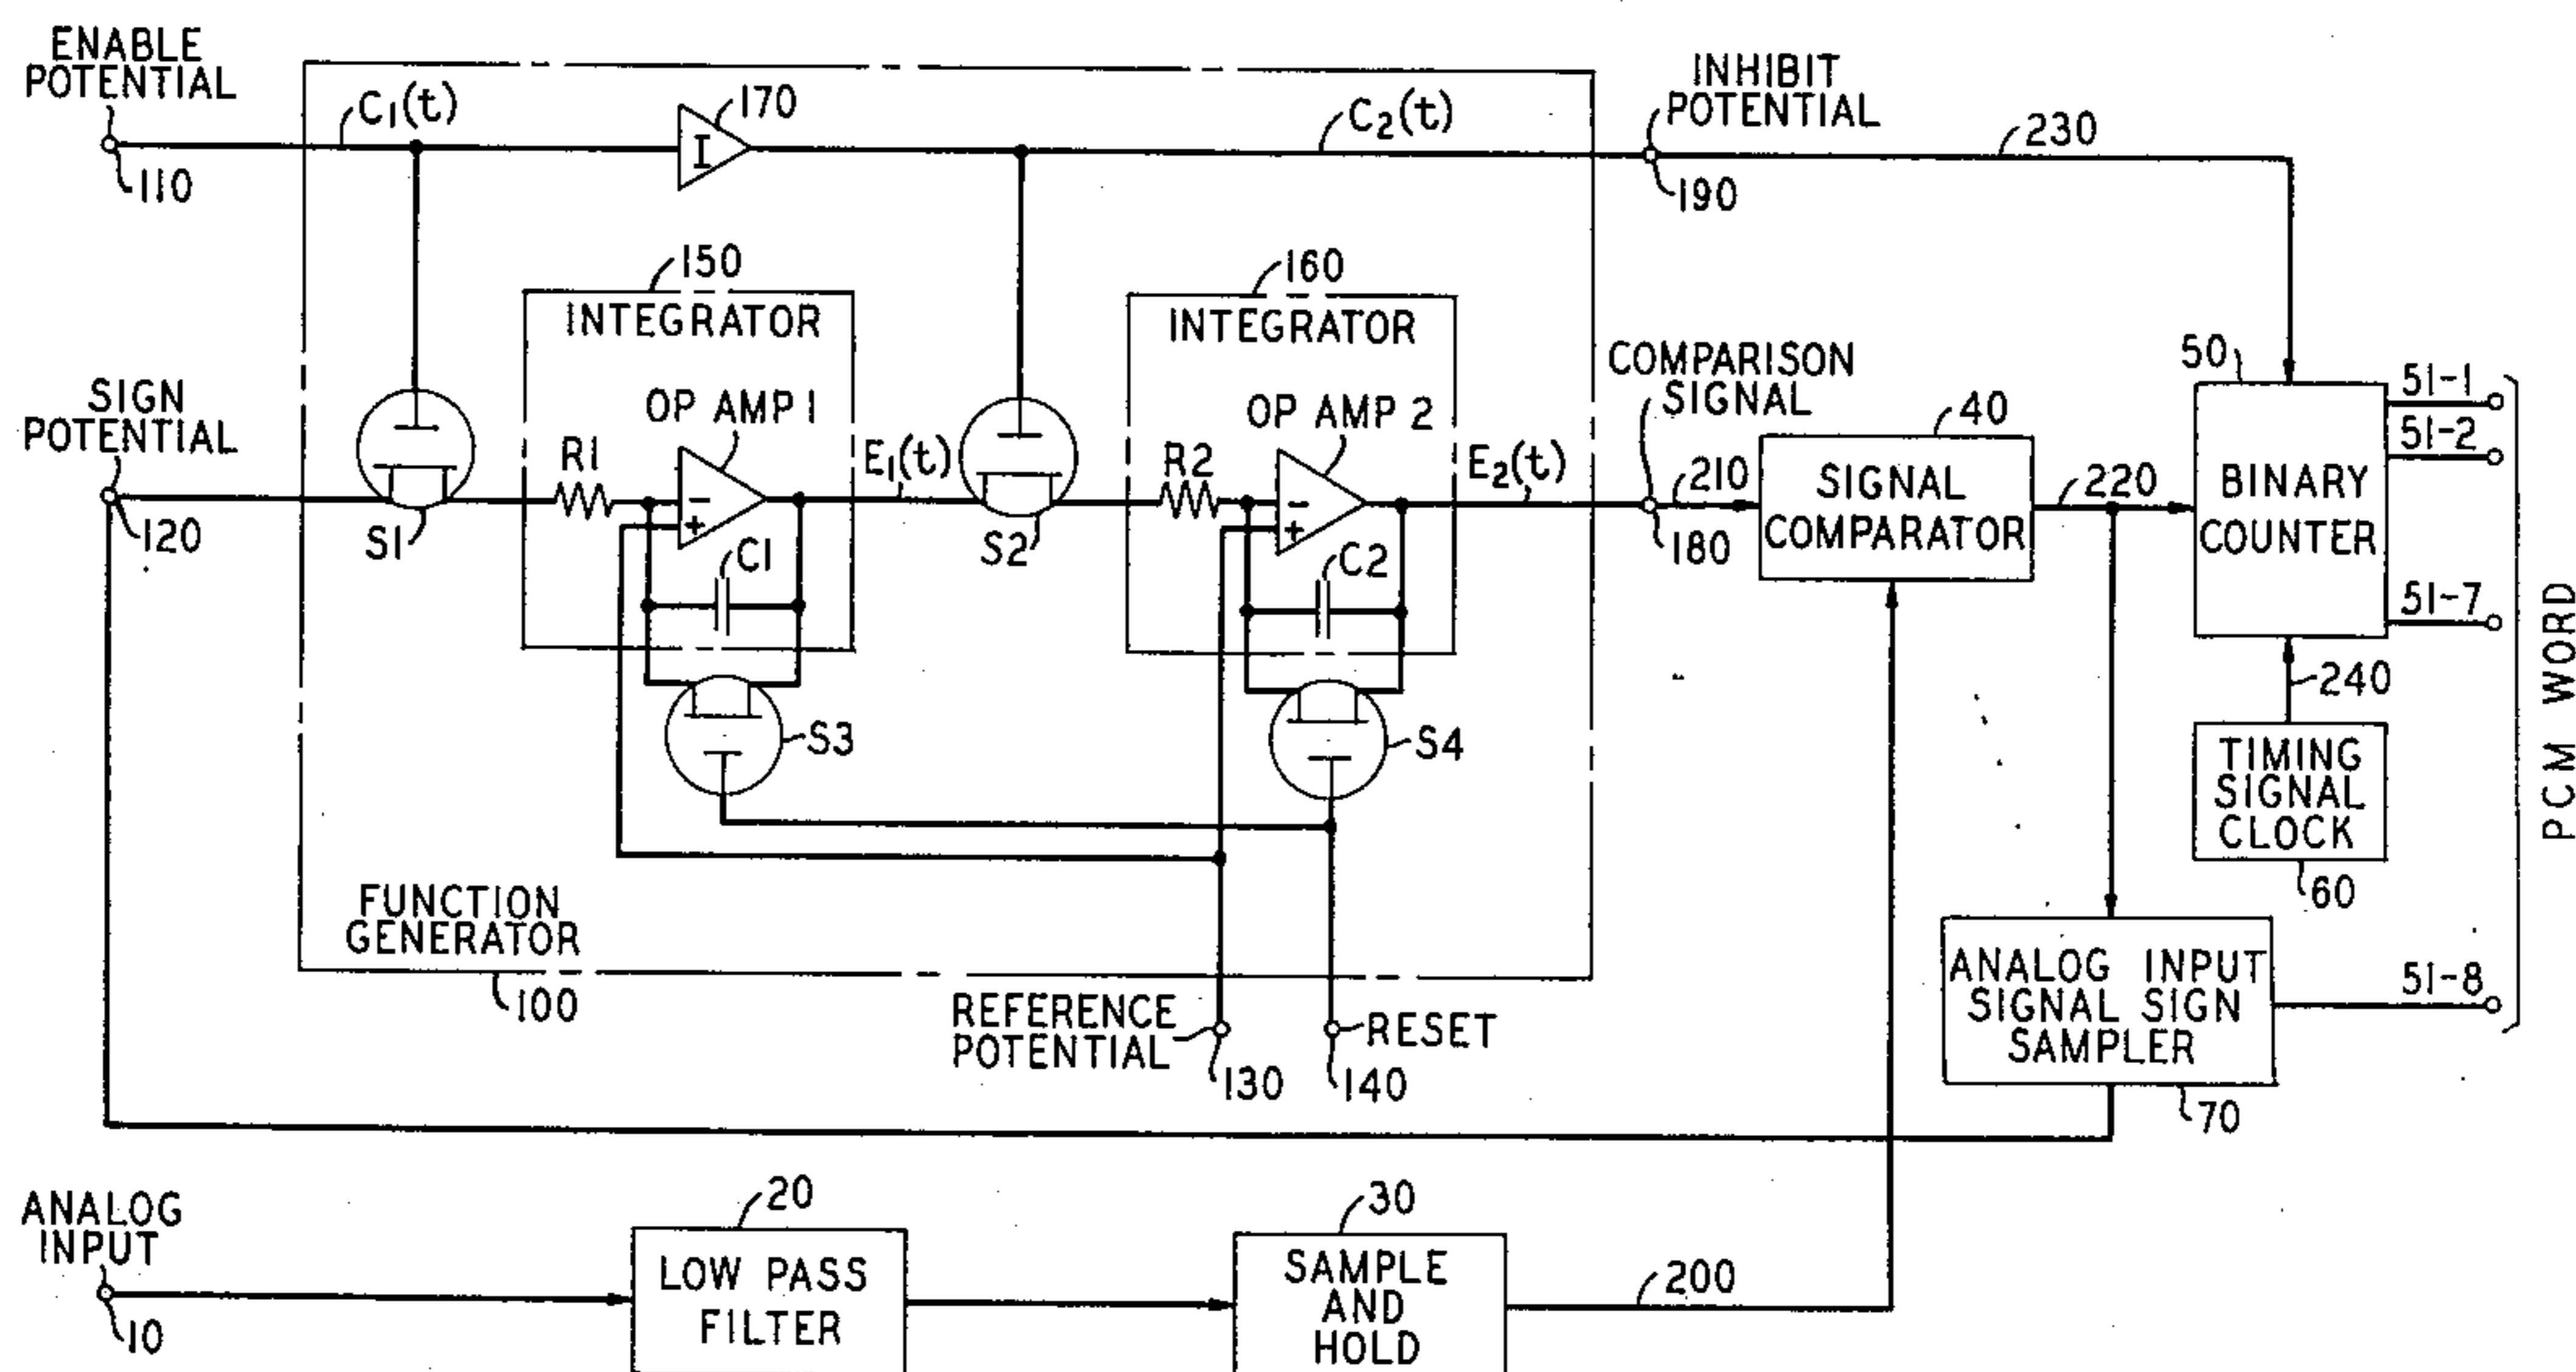 ENABLE
POTENTIAL
110
C1(t)
I
170
C2(t)
INHIBIT
POTENTIAL
190
230
SIGN
POTENTIAL
120
S1
150
INTEGRATOR
OP AMP 1
R1
-
+
C1
S3
E1(t)
S2
160
INTEGRATOR
OP AMP 2
R2
-
+
C2
S4
E2(t)
COMPARISON
SIGNAL
180
210
40
SIGNAL
COMPARATOR
220
50
BINARY
COUNTER
51-1
51-2
51-7
240
TIMING
SIGNAL
CLOCK
60
PCM WORD
FUNCTION
GENERATOR
100
REFERENCE
POTENTIAL
130
RESET
140
ANALOG INPUT
SIGNAL SIGN
SAMPLER
70
51-8
ANALOG
INPUT
10
20
LOW PASS
FILTER
30
SAMPLE
AND
HOLD
200